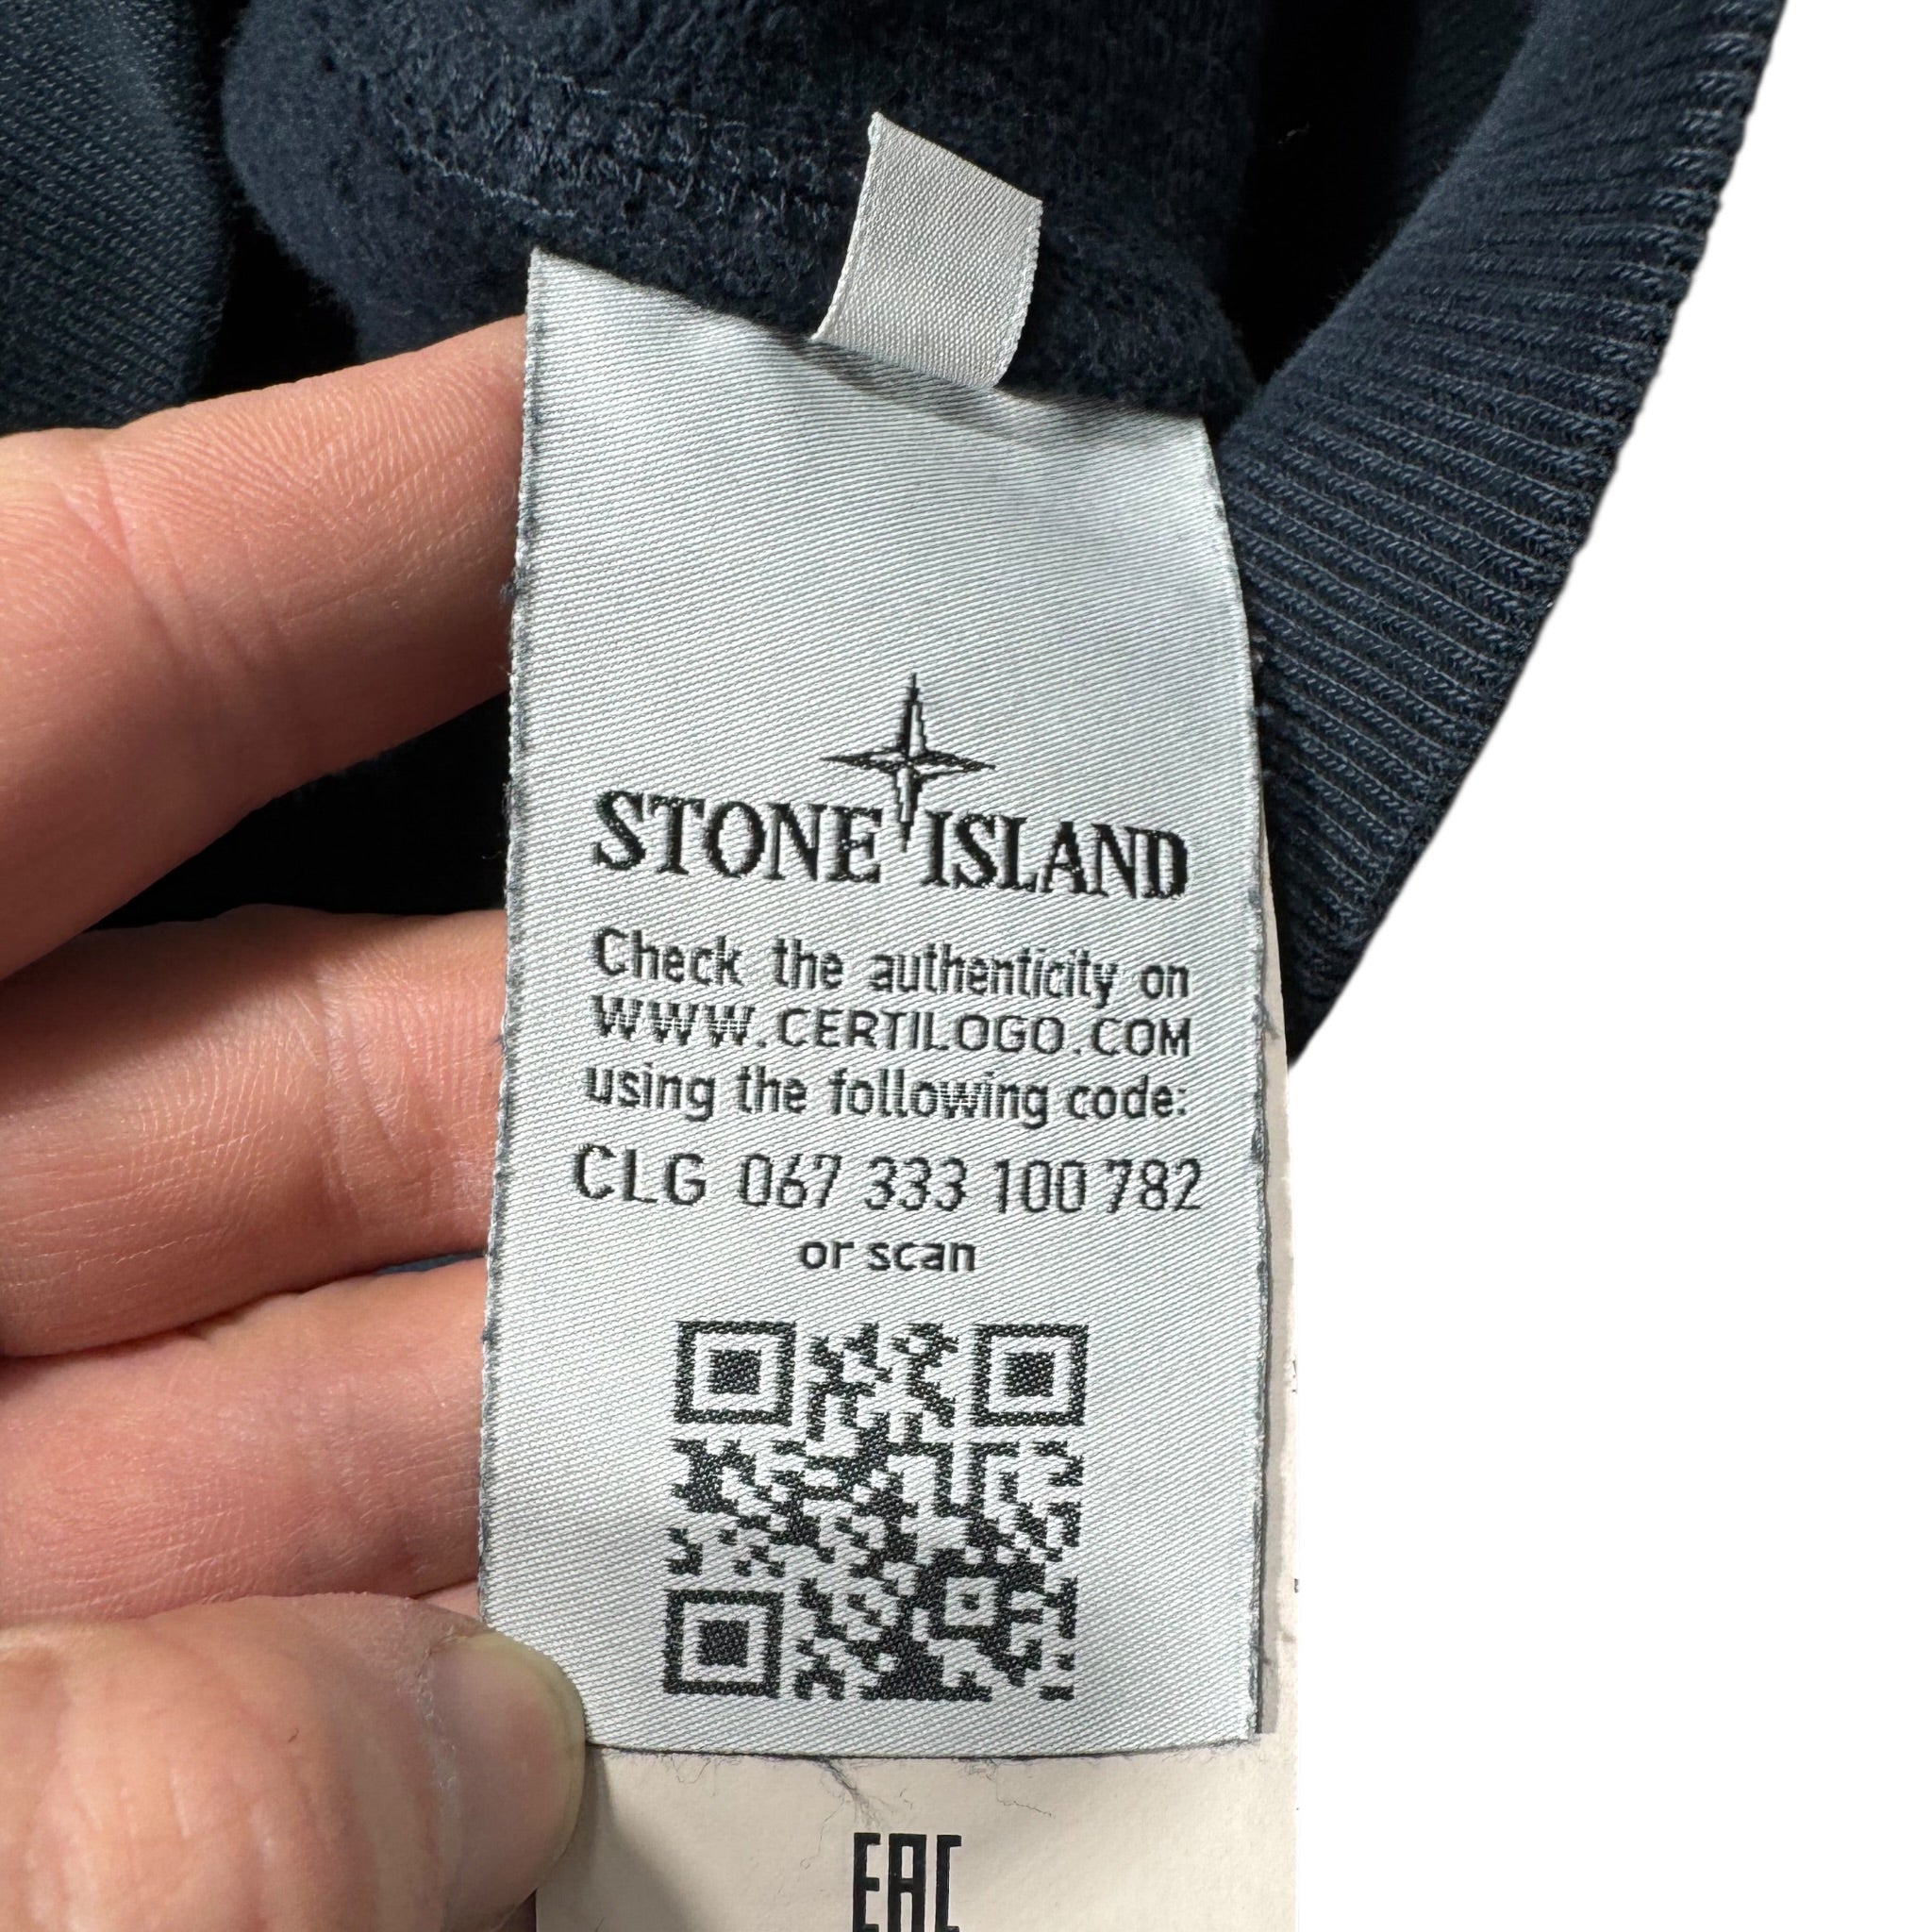 STONE ISLAND
Check the authenticity on
WWW.CERTILOGO.COM
using the following code:
CLG 067 333 100 782
or scan
EAC